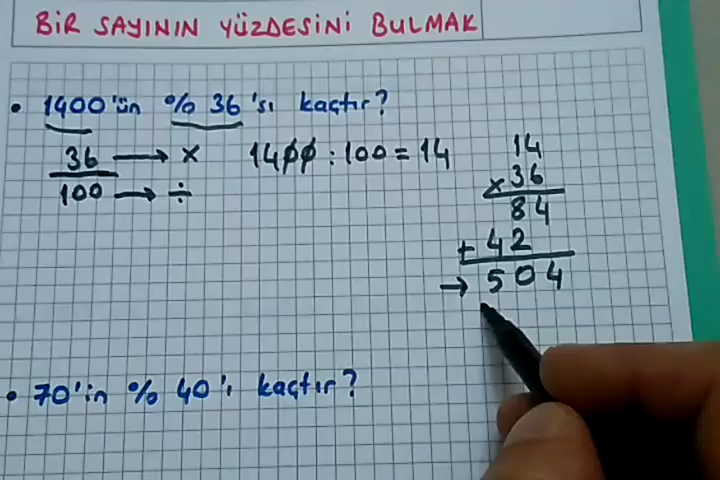 BİR SAYININ YÜZDESİNİ BULMAK
• 1400'ün % 36'sı kaçtır?
36 → × 1400 : 100 = 14
100 → ÷
14
× 36
84
+ 42
→ 504
• 70'in % 40'ı kaçtır?